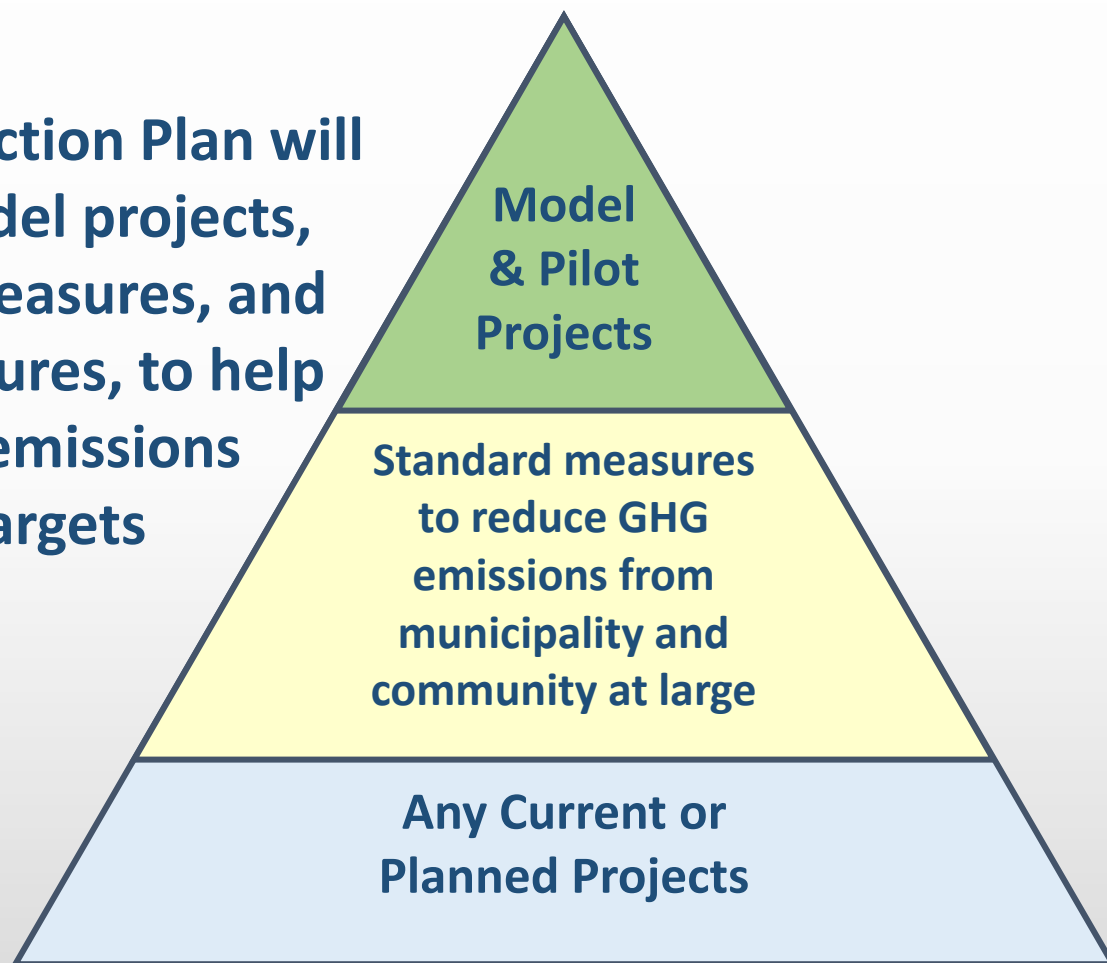 ction Plan will
del projects,
easures, and
ures, to help
emissions
argets
Model
& Pilot
Projects
Standard measures
to reduce GHG
emissions from
municipality and
community at large
Any Current or
Planned Projects